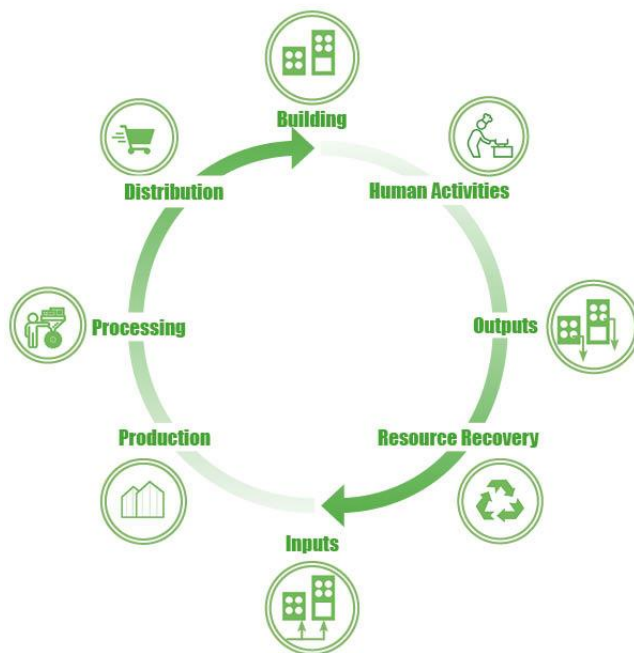 Building
Distribution
Human Activities
Processing
Outputs
Production
Resource Recovery
Inputs